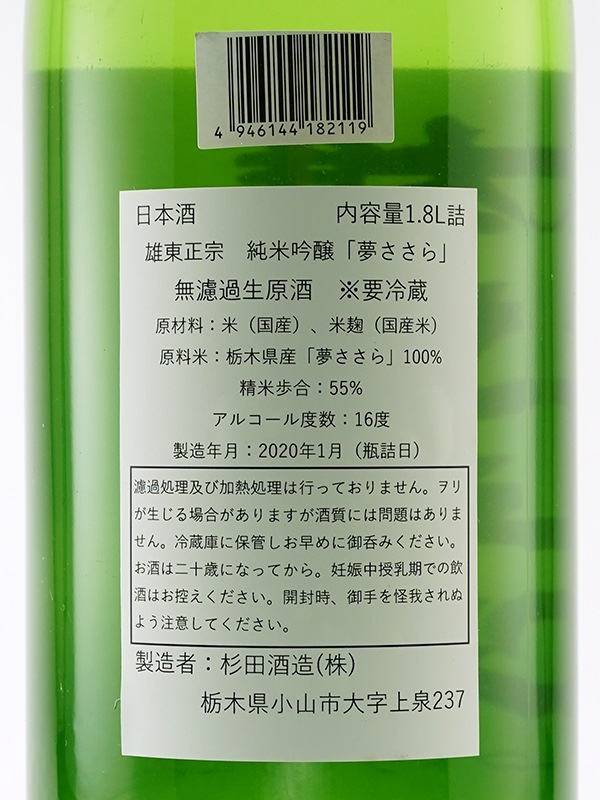 4 946144 182119
日本酒 内容量1.8L詰
雄東正宗 純米吟醸「夢ささら」
無濾過生原酒 ※要冷蔵
原材料：米（国産）、米麹（国産米）
原料米：栃木県産「夢ささら」100%
精米歩合：55%
アルコール度数：16度
製造年月：2020年1月（瓶詰日）
濾過処理及び加熱処理は行っておりません。ヲリ
が生じる場合がありますが酒質には問題はありま
せん。冷蔵庫に保管しお早めに御呑みください。
お酒は二十歳になってから。妊娠中授乳期での飲
酒はお控えください。開封時、御手を怪我されぬ
よう注意してください。
製造者：杉田酒造(株)
栃木県小山市大字上泉237